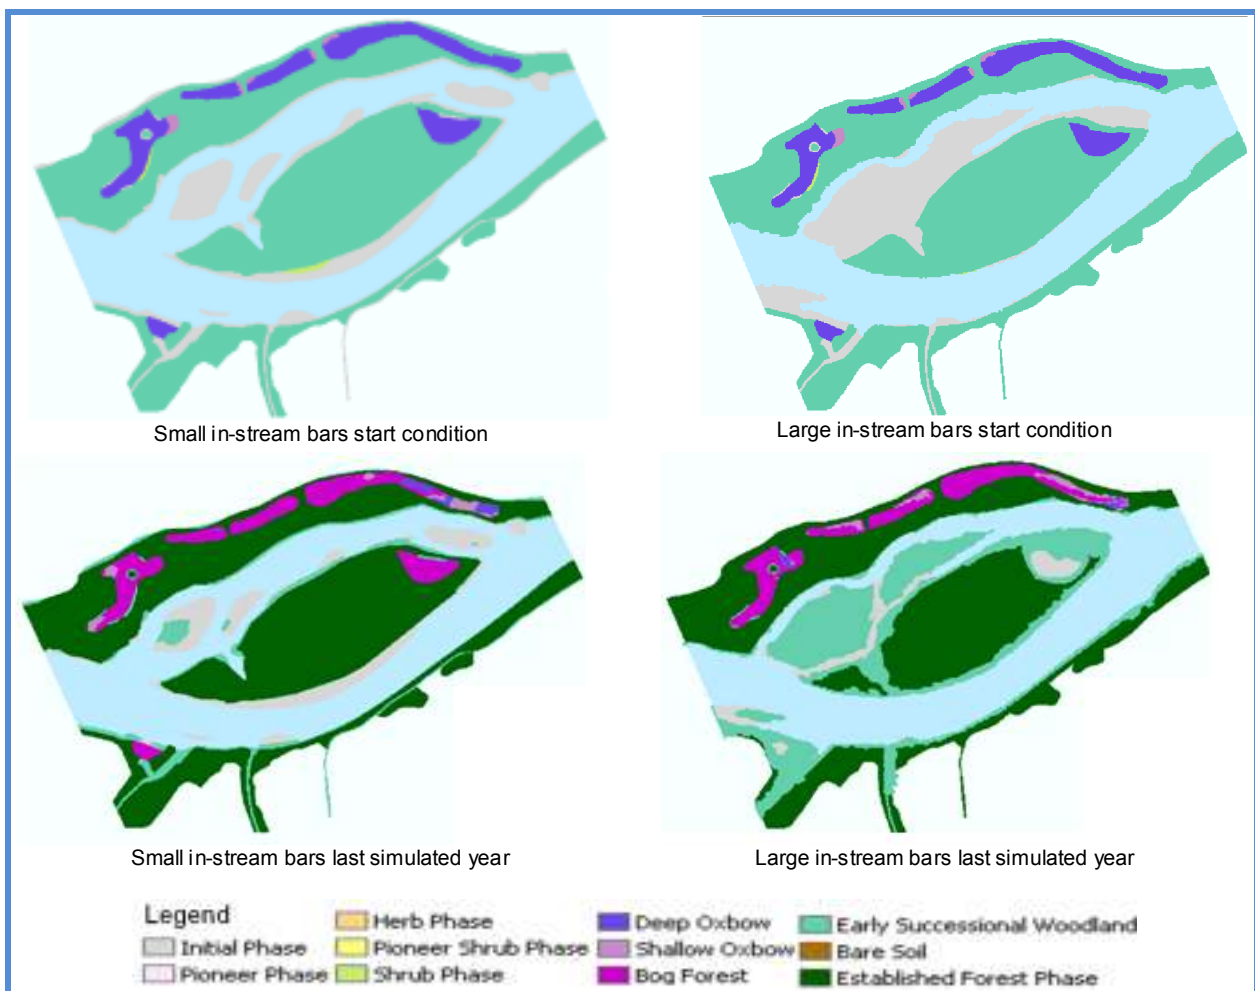 Small in-stream bars start condition
Large in-stream bars start condition
Small in-stream bars last simulated year
Large in-stream bars last simulated year
Legend
Initial Phase
Pioneer Phase
Herb Phase
Pioneer Shrub Phase
Shrub Phase
Deep Oxbow
Shallow Oxbow
Bog Forest
Early Successional Woodland
Bare Soil
Established Forest Phase